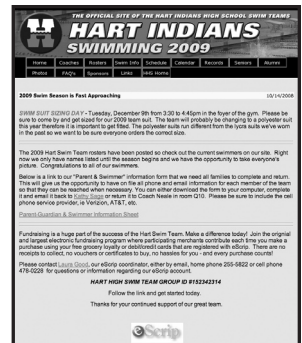 THE OFFICIAL SITE OF THE HART INDIANS HIGH SCHOOL SWIM TEAMS
HART INDIANS
SWIMMING 2009
Home Coaches Rosters Swim Info Schedule Calendar Records Seniors Alumni
Photos FAQ's Sponsors Links HHS Home
2009 Swim Season is Fast Approaching 10/14/2008
SWIM SUIT SIZING DAY - Tuesday, December 9th from 3:30 to 4:45pm in the foyer of the gym. Please
be sure to come by and get sized for our 2009 team suit. The team will probably be changing to a polyester suit
this year therefore it is important to get fitted. The polyester suits run different from the lycra suits we've worn
in the past so we want to be sure everyone orders the correct size.
The 2009 Hart Swim Team rosters have been posted so check out the current swimmers on our site. Right
now we only have names listed until the season begins and we have the opportunity to take everyone's
picture. Congratulations to all of our swimmers.
Below is a link to our "Parent & Swimmer" information form that we need all families to complete and return.
This will give us the opportunity to have on file all phone and email information for each member of the team
so that they can be reached when necessary. You can either download the form to your computer, complete
it and email it back to Kathy Sage or return it to Coach Neale in room Q10. Please be sure to include the cell
phone service provider, ie Verizon, AT&T, etc.
Parent-Guardian & Swimmer Information Sheet
Fundraising is a huge part of the success of the Hart Swim Team. Make a difference today! Join the original
and largest electronic fundraising program where participating merchants contribute each time you make a
purchase using your free grocery loyalty or debit/credit cards that are registered with eScrip. There are no
receipts to collect, no vouchers or certificates to buy, no hassles for you - and every purchase counts!
Please contact Laura Good, our eScrip coordinator, either by email, home phone 255-5822 or cell phone
476-0228 for questions or information regarding our eScrip account.
HART HIGH SWIM TEAM GROUP ID #152342314
Follow the link and get started today.
Thanks for your continued support of our great team.
eScrip